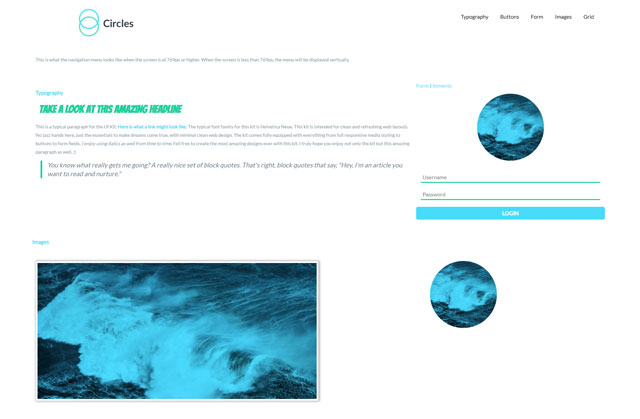 Circles
Typography Buttons Form Images Grid
This is what the navigation menu looks like when the screen is at 769px or higher. When the screen is less than 769px, the menu will be displayed vertically.
Typography
TAKE A LOOK AT THIS AMAZING HEADLINE
This is a typical paragraph for the UI Kit. Here is what a link might look like. The typical font family for this kit is Helvetica Neue. This kit is intended for clean and refreshing web layouts.
No jazz hands here, just the essentials to make dreams come true, with minimal clean web design. The kit comes fully equipped with everything from full responsive media styling to
buttons to form fields. I enjoy using italics as well from time to time. Fell free to create the most amazing designs ever with this kit. I truly hope you enjoy not only the kit but this amazing
paragraph as well. :)
You know what really gets me going? A really nice set of block quotes. That's right, block quotes that say, "Hey, I'm an article you
want to read and nurture."
Form Elements
Username
Password
LOGIN
Images